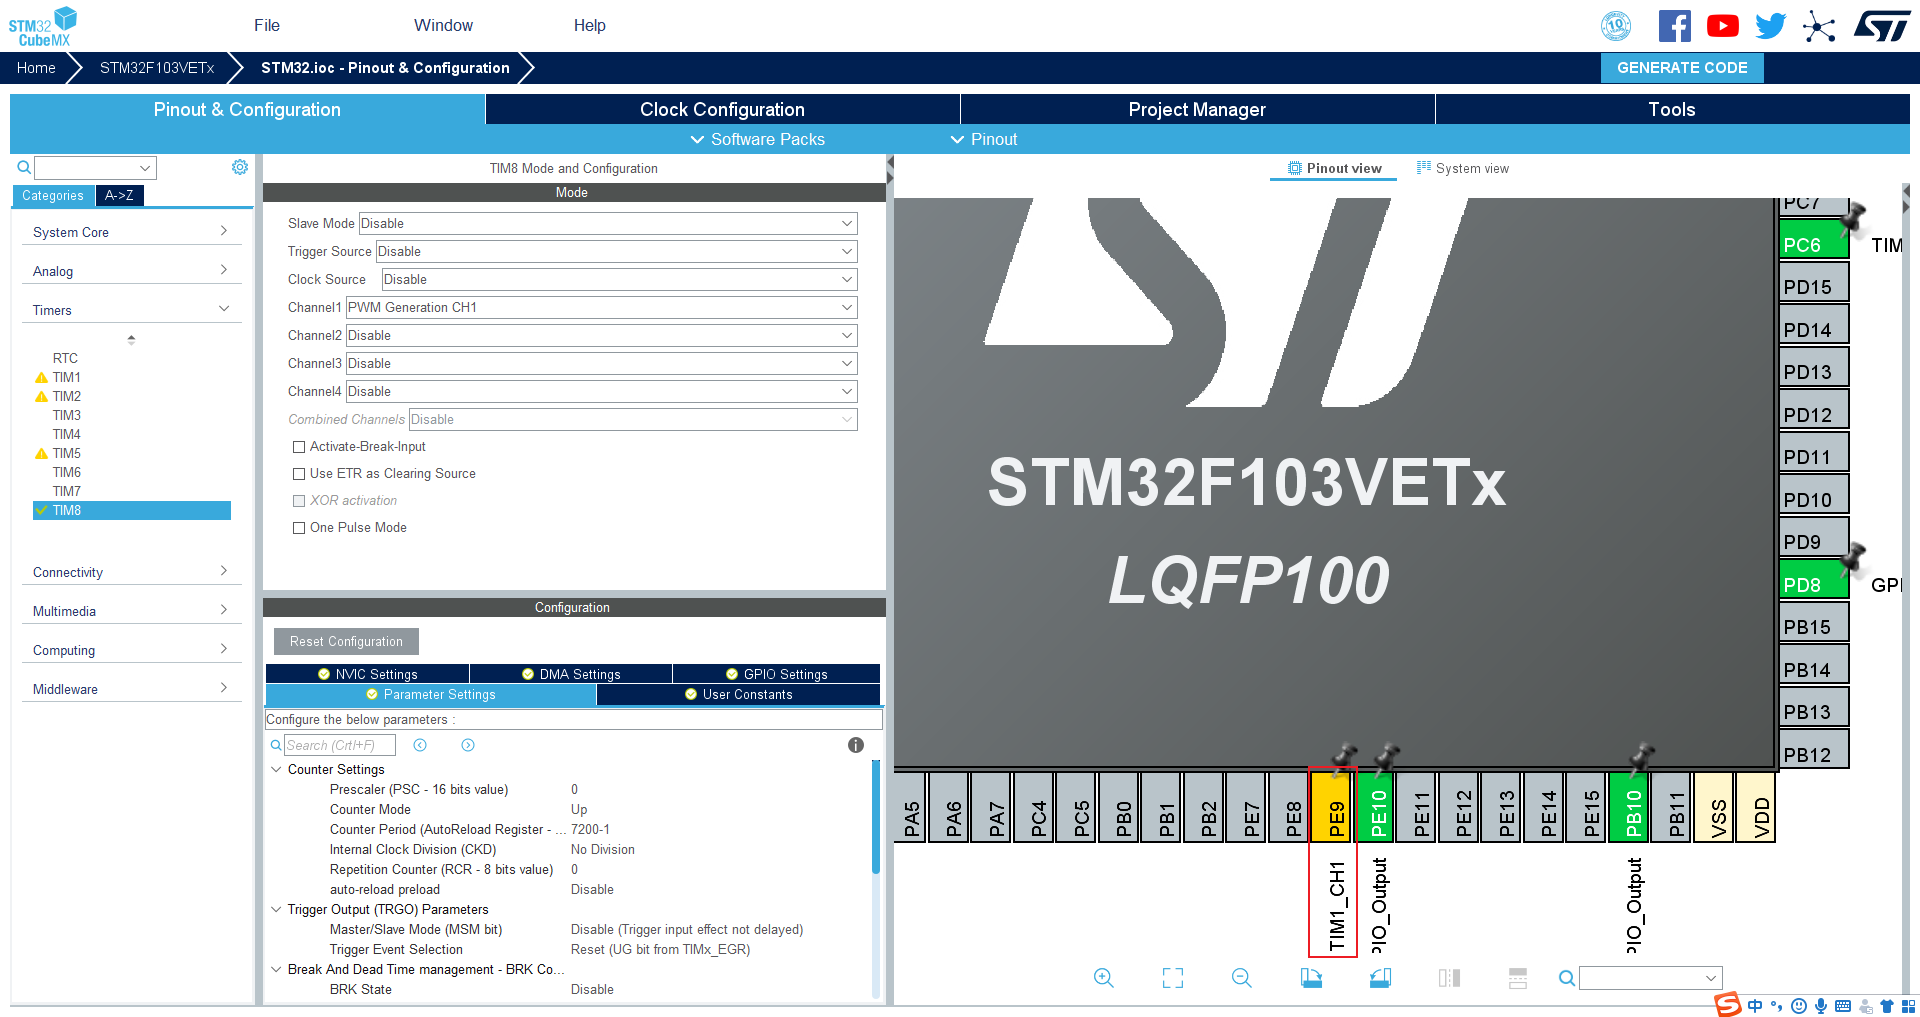 STM32
CubeMX
File
Window
Help
10
Home
STM32F103VETx
STM32.ioc - Pinout & Configuration
GENERATE CODE
Pinout & Configuration
Clock Configuration
Project Manager
Tools
Software Packs
Pinout
Categories
A->Z
System Core
Analog
Timers
RTC
TIM1
TIM2
TIM3
TIM4
TIM5
TIM6
TIM7
TIM8
Connectivity
Multimedia
Computing
Middleware
TIM8 Mode and Configuration
Mode
Slave Mode Disable
Trigger Source Disable
Clock Source Disable
Channel1 PWM Generation CH1
Channel2 Disable
Channel3 Disable
Channel4 Disable
Combined Channels Disable
Activate-Break-Input
Use ETR as Clearing Source
XOR activation
One Pulse Mode
Configuration
Reset Configuration
NVIC Settings
DMA Settings
GPIO Settings
Parameter Settings
User Constants
Configure the below parameters :
Search (Crtl+F)
Counter Settings
Prescaler (PSC - 16 bits value) 0
Counter Mode Up
Counter Period (AutoReload Register - ... 7200-1
Internal Clock Division (CKD) No Division
Repetition Counter (RCR - 8 bits value) 0
auto-reload preload Disable
Trigger Output (TRGO) Parameters
Master/Slave Mode (MSM bit) Disable (Trigger input effect not delayed)
Trigger Event Selection Reset (UG bit from TIMx_EGR)
Break And Dead Time management - BRK Co...
BRK State Disable
Pinout view
System view
STM32F103VETx
LQFP100
PC7
PC6 TIM
PD15
PD14
PD13
PD12
PD11
PD10
PD9
PD8 GPI
PB15
PB14
PB13
PB12
PA5
PA6
PA7
PC4
PC5
PB0
PB1
PB2
PE7
PE8
PE9
PE10
PE11
PE12
PE13
PE14
PE15
PB10
PB11
VSS
VDD
TIM1_CH1
PIO_Output
PIO_Output
中